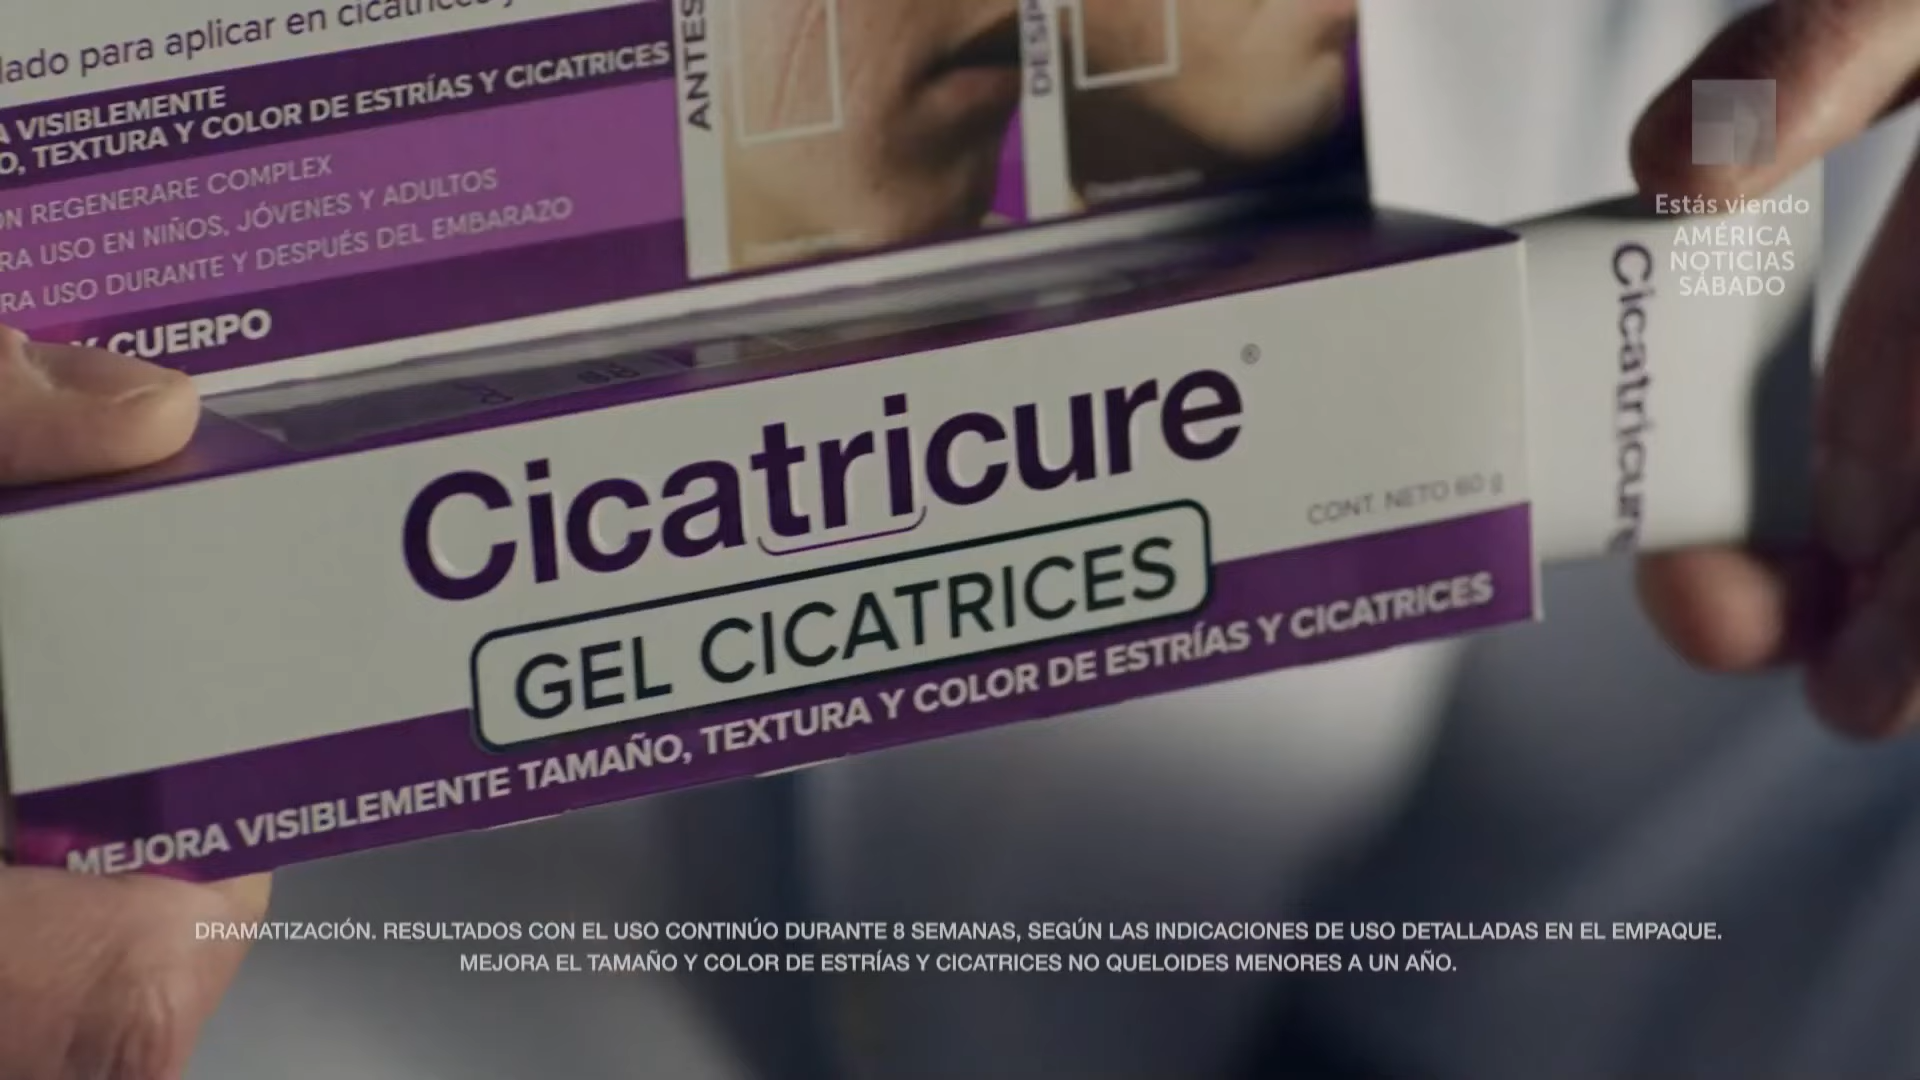 lado para aplicar en cicatrices
A VISIBLEMENTE
O, TEXTURA Y COLOR DE ESTRÍAS Y CICATRICES
ON REGENERARE COMPLEX
RA USO EN NIÑOS, JÓVENES Y ADULTOS
RA USO DURANTE Y DESPUÉS DEL EMBARAZO
Y CUERPO
ANTES
DESP
Cicatricure®
GEL CICATRICES
CONT. NETO 60 g
MEJORA VISIBLEMENTE TAMAÑO, TEXTURA Y COLOR DE ESTRÍAS Y CICATRICES
Cicatricure
Estás viendo
AMÉRICA
NOTICIAS
SÁBADO
DRAMATIZACIÓN. RESULTADOS CON EL USO CONTINÚO DURANTE 8 SEMANAS, SEGÚN LAS INDICACIONES DE USO DETALLADAS EN EL EMPAQUE.
MEJORA EL TAMAÑO Y COLOR DE ESTRÍAS Y CICATRICES NO QUELOIDES MENORES A UN AÑO.